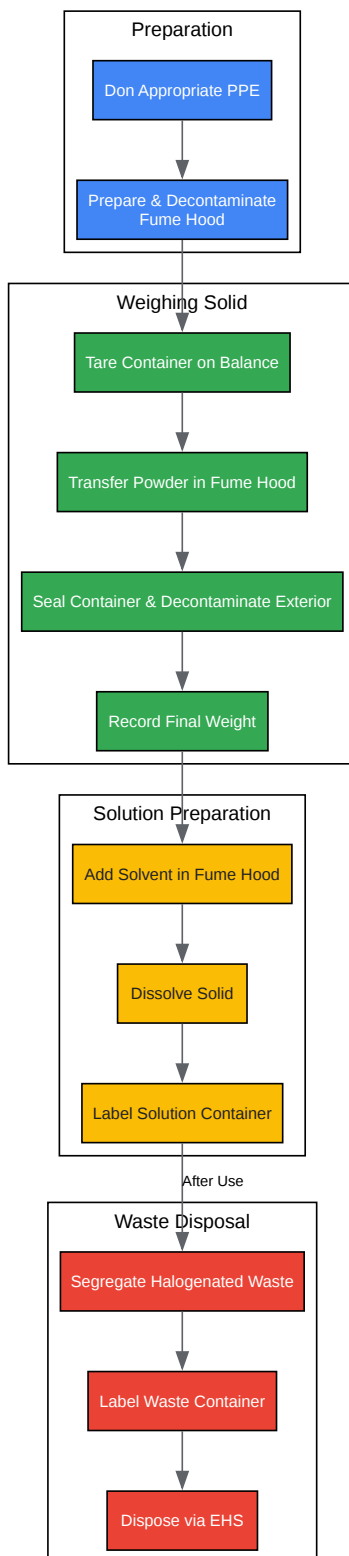 Preparation
Don Appropriate PPE
Prepare & Decontaminate
Fume Hood
Weighing Solid
Tare Container on Balance
Transfer Powder in Fume Hood
Seal Container & Decontaminate Exterior
Record Final Weight
Solution Preparation
Add Solvent in Fume Hood
Dissolve Solid
Label Solution Container
After Use
Waste Disposal
Segregate Halogenated Waste
Label Waste Container
Dispose via EHS